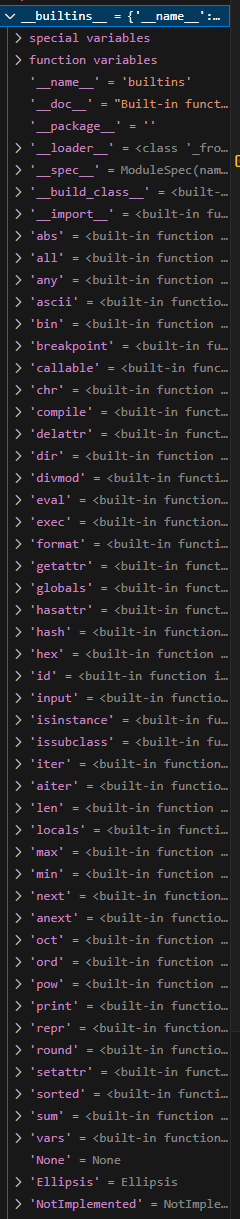 __builtins__ = {'__name__':...
special variables
function variables
'__name__' = 'builtins'
'__doc__' = "Built-in funct...
'__package__' = ''
'__loader__' = <class '_fro...
'__spec__' = ModuleSpec(nam...
'__build_class__' = <built-...
'__import__' = <built-in fu...
'abs' = <built-in function ...
'all' = <built-in function ...
'any' = <built-in function ...
'ascii' = <built-in functio...
'bin' = <built-in function ...
'breakpoint' = <built-in fu...
'callable' = <built-in func...
'chr' = <built-in function ...
'compile' = <built-in funct...
'delattr' = <built-in funct...
'dir' = <built-in function ...
'divmod' = <built-in functi...
'eval' = <built-in function...
'exec' = <built-in function...
'format' = <built-in functi...
'getattr' = <built-in funct...
'globals' = <built-in funct...
'hasattr' = <built-in funct...
'hash' = <built-in function...
'hex' = <built-in function ...
'id' = <built-in function i...
'input' = <built-in functio...
'isinstance' = <built-in fu...
'issubclass' = <built-in fu...
'iter' = <built-in function...
'aiter' = <built-in functio...
'len' = <built-in function ...
'locals' = <built-in functi...
'max' = <built-in function ...
'min' = <built-in function ...
'next' = <built-in function...
'anext' = <built-in functio...
'oct' = <built-in function ...
'ord' = <built-in function ...
'pow' = <built-in function ...
'print' = <built-in functio...
'repr' = <built-in function...
'round' = <built-in functio...
'setattr' = <built-in funct...
'sorted' = <built-in functi...
'sum' = <built-in function ...
'vars' = <built-in function...
'None' = None
'Ellipsis' = Ellipsis
'NotImplemented' = NotImple...